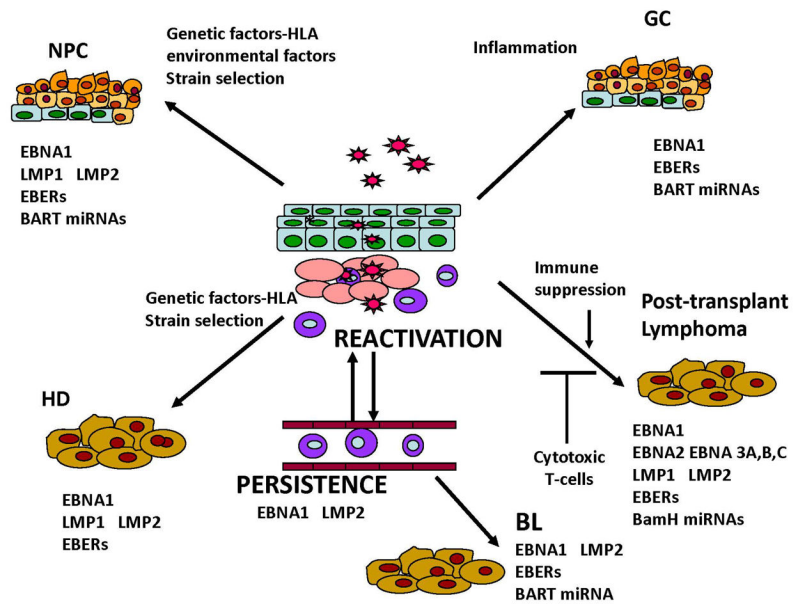 NPC
Genetic factors-HLA
environmental factors
Strain selection
EBNA1
LMP1 LMP2
EBERs
BART miRNAs
Inflammation
GC
EBNA1
EBERs
BART miRNAs
Genetic factors-HLA
Strain selection
REACTIVATION
Immune
suppression
Post-transplant
Lymphoma
HD
EBNA1
LMP1 LMP2
EBERs
PERSISTENCE
EBNA1 LMP2
Cytotoxic
T-cells
EBNA1
EBNA2 EBNA 3A,B,C
LMP1 LMP2
EBERs
BamH miRNAs
BL
EBNA1 LMP2
EBERs
BART miRNA